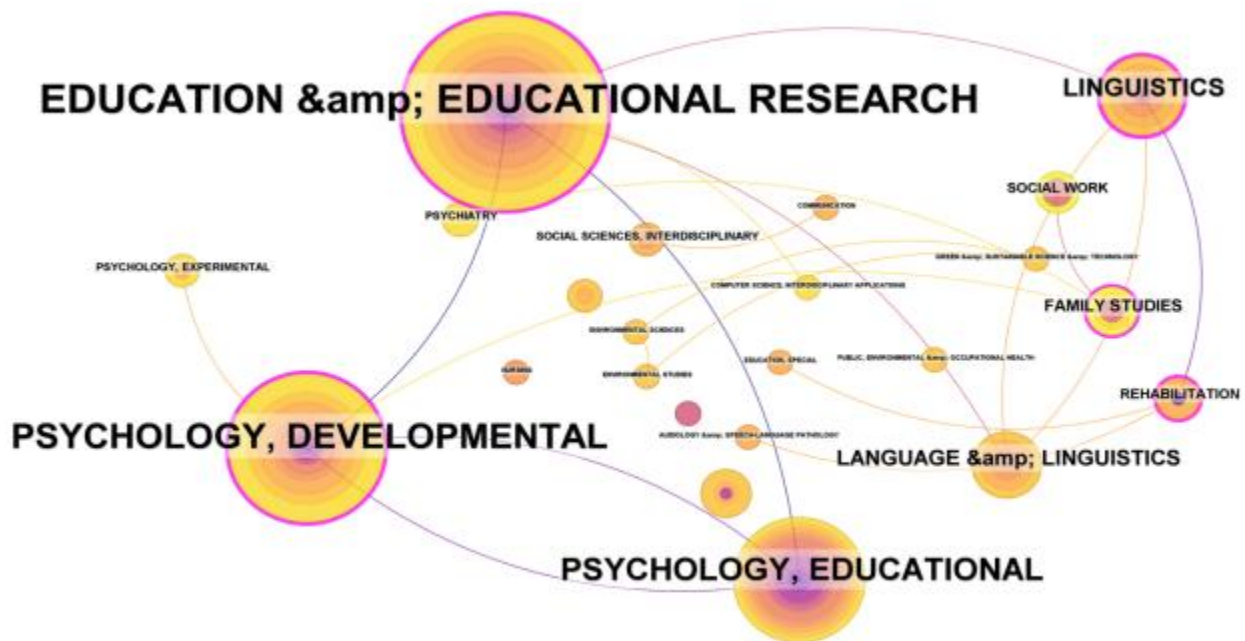 EDUCATION &amp; EDUCATIONAL RESEARCH
LINGUISTICS
SOCIAL WORK
COMMUNICATION
PSYCHIATRY
SOCIAL SCIENCES, INTERDISCIPLINARY
GREEN &amp; SUSTAINABLE SCIENCE &amp; TECHNOLOGY
PSYCHOLOGY, EXPERIMENTAL
COMPUTER SCIENCE, INTERDISCIPLINARY APPLICATIONS
FAMILY STUDIES
ENVIRONMENTAL SCIENCES
EDUCATION, SPECIAL
PUBLIC, ENVIRONMENTAL &amp; OCCUPATIONAL HEALTH
NURSING
ENVIRONMENTAL STUDIES
REHABILITATION
PSYCHOLOGY, DEVELOPMENTAL
AUDIOLOGY &amp; SPEECH-LANGUAGE PATHOLOGY
LANGUAGE &amp; LINGUISTICS
PSYCHOLOGY, EDUCATIONAL